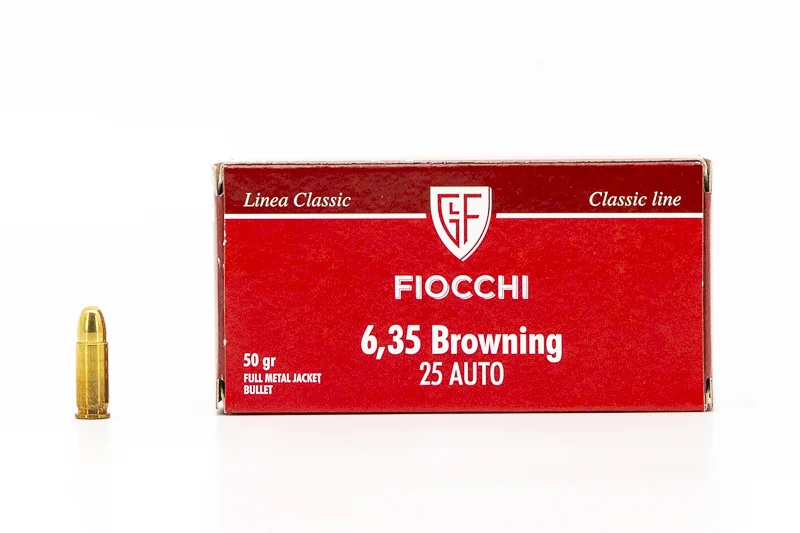 Linea Classic
Classic line
GF
FIOCCHI
6,35 Browning
25 AUTO
50 gr
FULL METAL JACKET
BULLET